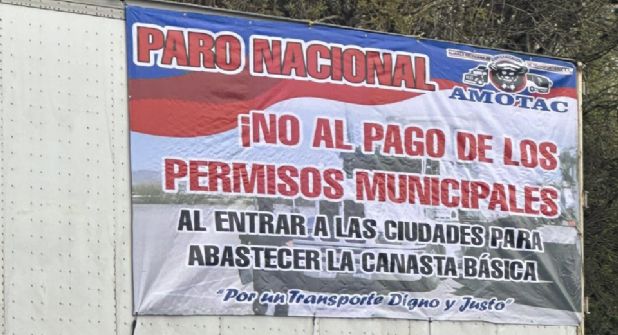 PARO NACIONAL
AMOTAC
¡NO AL PAGO DE LOS
PERMISOS MUNICIPALES
AL ENTRAR A LAS CIUDADES PARA
ABASTECER LA CANASTA BÁSICA
"Por un Transporte Digno y Justo"